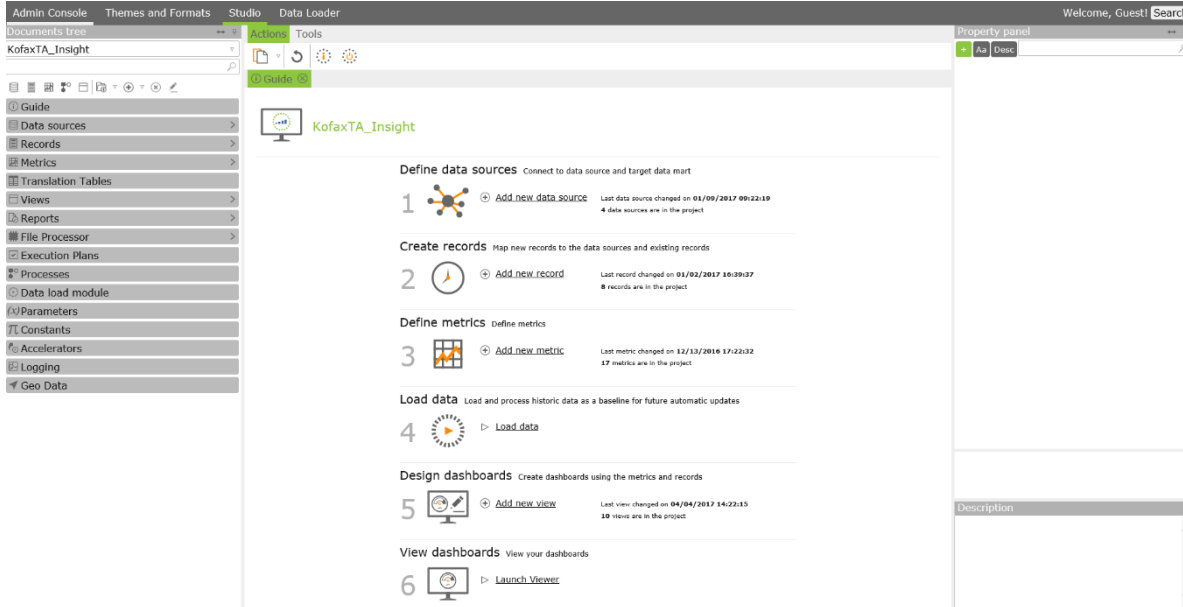 Admin Console Themes and Formats Studio Data Loader Welcome, Guest! Search
Documents tree
KofaxTA_Insight
Guide
Data sources
Records
Metrics
Translation Tables
Views
Reports
File Processor
Execution Plans
Processes
Data load module
(x) Parameters
Constants
Accelerators
Logging
Geo Data
Actions Tools
Guide
KofaxTA_Insight
Define data sources Connect to data source and target data mart
1
Add new data source
Last data source changed on 01/09/2017 09:22:19
4 data sources are in the project
Create records Map new records to the data sources and existing records
2
Add new record
Last record changed on 01/02/2017 16:39:37
8 records are in the project
Define metrics Define metrics
3
Add new metric
Last metric changed on 12/13/2016 17:22:32
17 metrics are in the project
Load data Load and process historic data as a baseline for future automatic updates
4
Load data
Design dashboards Create dashboards using the metrics and records
5
Add new view
Last view changed on 04/04/2017 14:22:15
10 views are in the project
View dashboards View your dashboards
6
Launch Viewer
Property panel
+ Aa Desc
Description